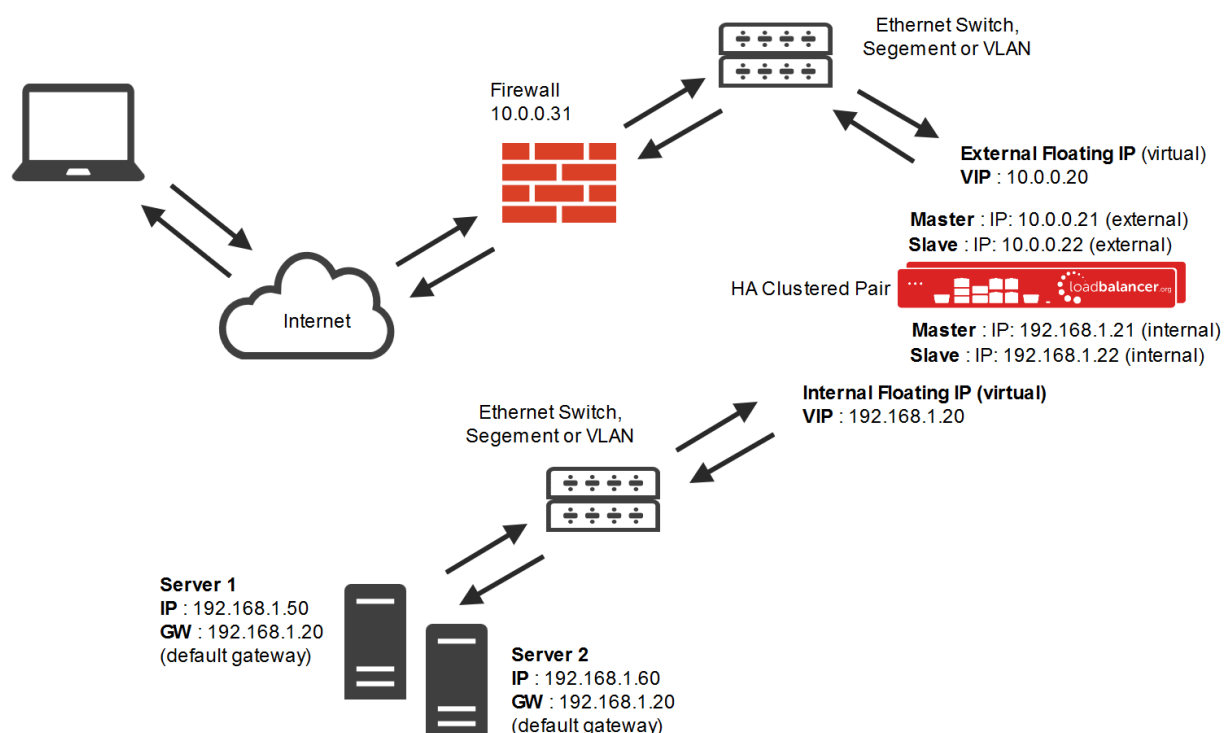 Ethernet Switch,
Segement or VLAN
Firewall
10.0.0.31
External Floating IP (virtual)
VIP : 10.0.0.20
Master : IP: 10.0.0.21 (external)
Slave : IP: 10.0.0.22 (external)
HA Clustered Pair
loadbalancer.org
Internet
Master : IP: 192.168.1.21 (internal)
Slave : IP: 192.168.1.22 (internal)
Internal Floating IP (virtual)
VIP : 192.168.1.20
Ethernet Switch,
Segement or VLAN
Server 1
IP : 192.168.1.50
GW : 192.168.1.20
(default gateway)
Server 2
IP : 192.168.1.60
GW : 192.168.1.20
(default gateway)